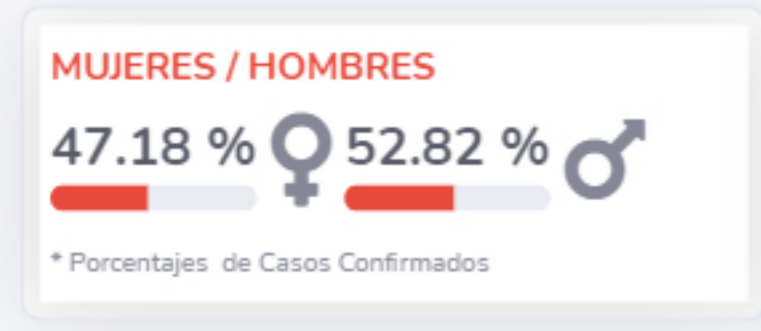 MUJERES / HOMBRES
47.18 % 52.82 %
* Porcentajes de Casos Confirmados